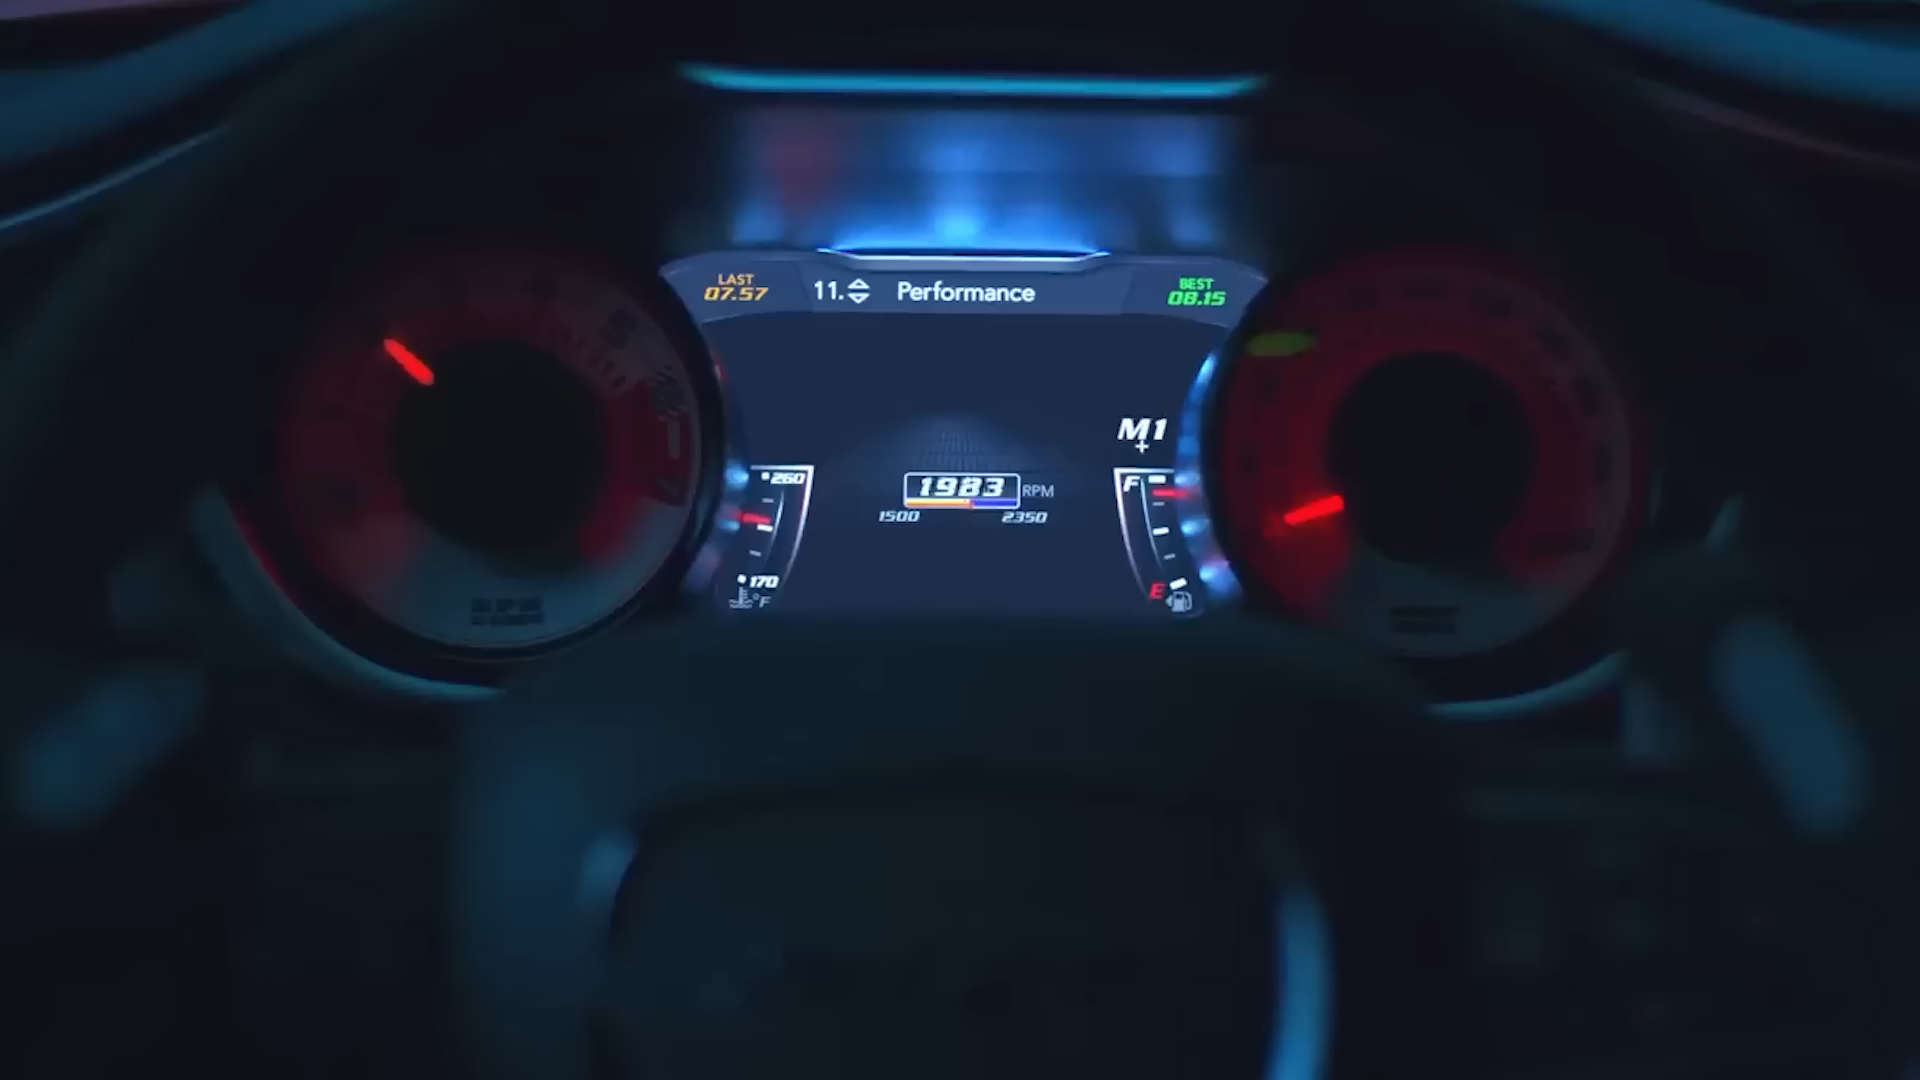 LAST
07.57
11. Performance
BEST
08.15
M1
+
260
170
°F
1983 RPM
1500 2350
F
E